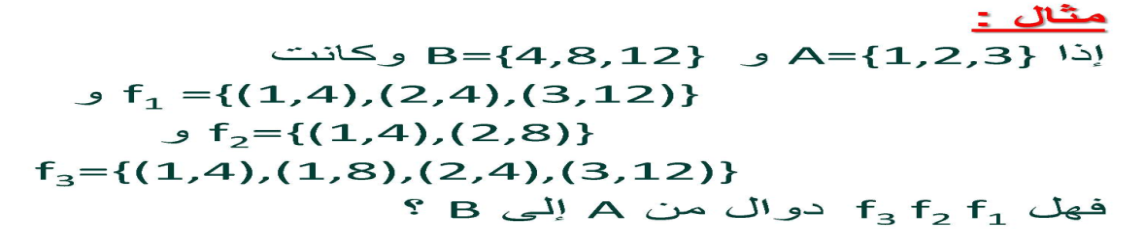 مثال :
إذا A={1,2,3} و B={4,8,12} وكانت
f₁ ={(1,4),(2,4),(3,12)} و
f₂={(1,4),(2,8)} و
f₃={(1,4),(1,8),(2,4),(3,12)}
فهل f₃ f₂ f₁ دوال من A إلى B ؟